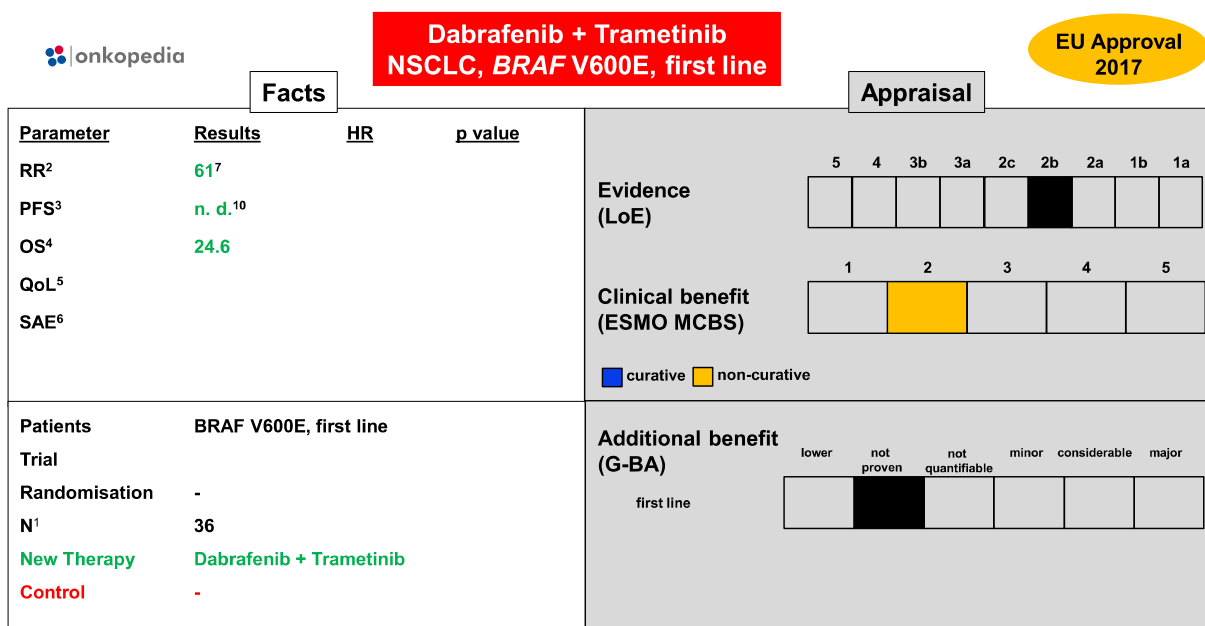 onkopedia
Dabrafenib + Trametinib
NSCLC, BRAF V600E, first line
EU Approval
2017
Facts
Parameter Results HR p value
RR² 61⁷
PFS³ n. d.¹⁰
OS⁴ 24.6
QoL⁵
SAE⁶
Patients BRAF V600E, first line
Trial
Randomisation -
N¹ 36
New Therapy Dabrafenib + Trametinib
Control -
Appraisal
5 4 3b 3a 2c 2b 2a 1b 1a
Evidence
(LoE)
1 2 3 4 5
Clinical benefit
(ESMO MCBS)
curative non-curative
Additional benefit
(G-BA)
lower not proven not quantifiable minor considerable major
first line